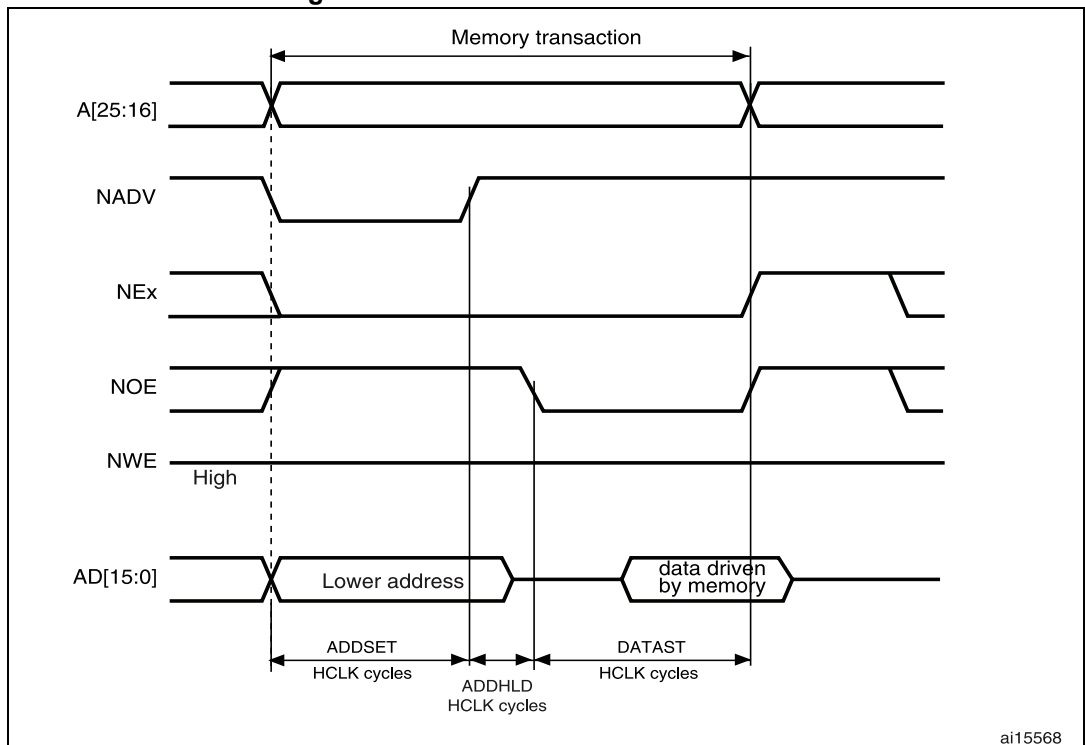 Memory transaction
A[25:16]
NADV
NEx
NOE
NWE
High
AD[15:0]
Lower address
data driven
by memory
ADDSET
HCLK cycles
ADDHLD
HCLK cycles
DATAST
HCLK cycles
ai15568